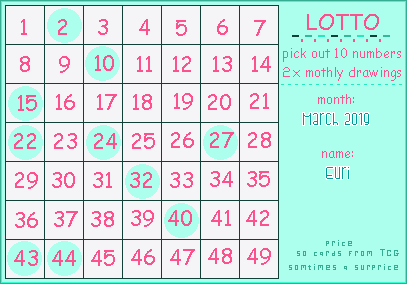 1 2 3 4 5 6 7
8 9 10 11 12 13 14
15 16 17 18 19 20 21
22 23 24 25 26 27 28
29 30 31 32 33 34 35
36 37 38 39 40 41 42
43 44 45 46 47 48 49
LOTTO
pick out 10 numbers
2x mothly drawings
month:
March 2019
name:
Euri
price
50 cards from TCG
somtimes a surprice